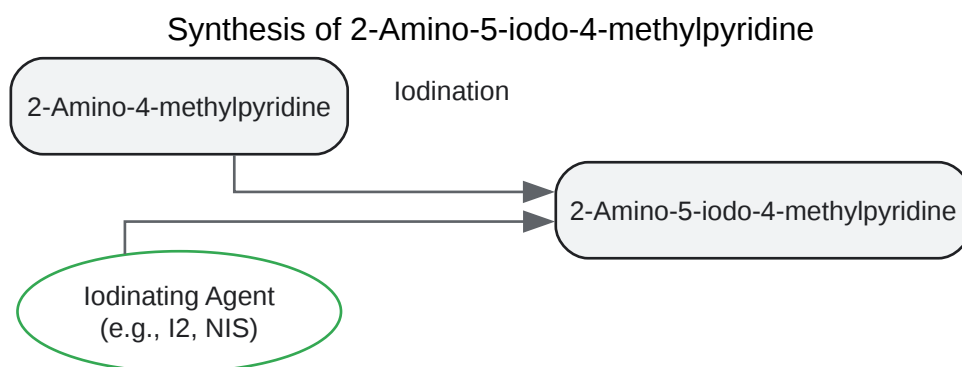 Synthesis of 2-Amino-5-iodo-4-methylpyridine
2-Amino-4-methylpyridine
Iodination
2-Amino-5-iodo-4-methylpyridine
Iodinating Agent
(e.g., I2, NIS)